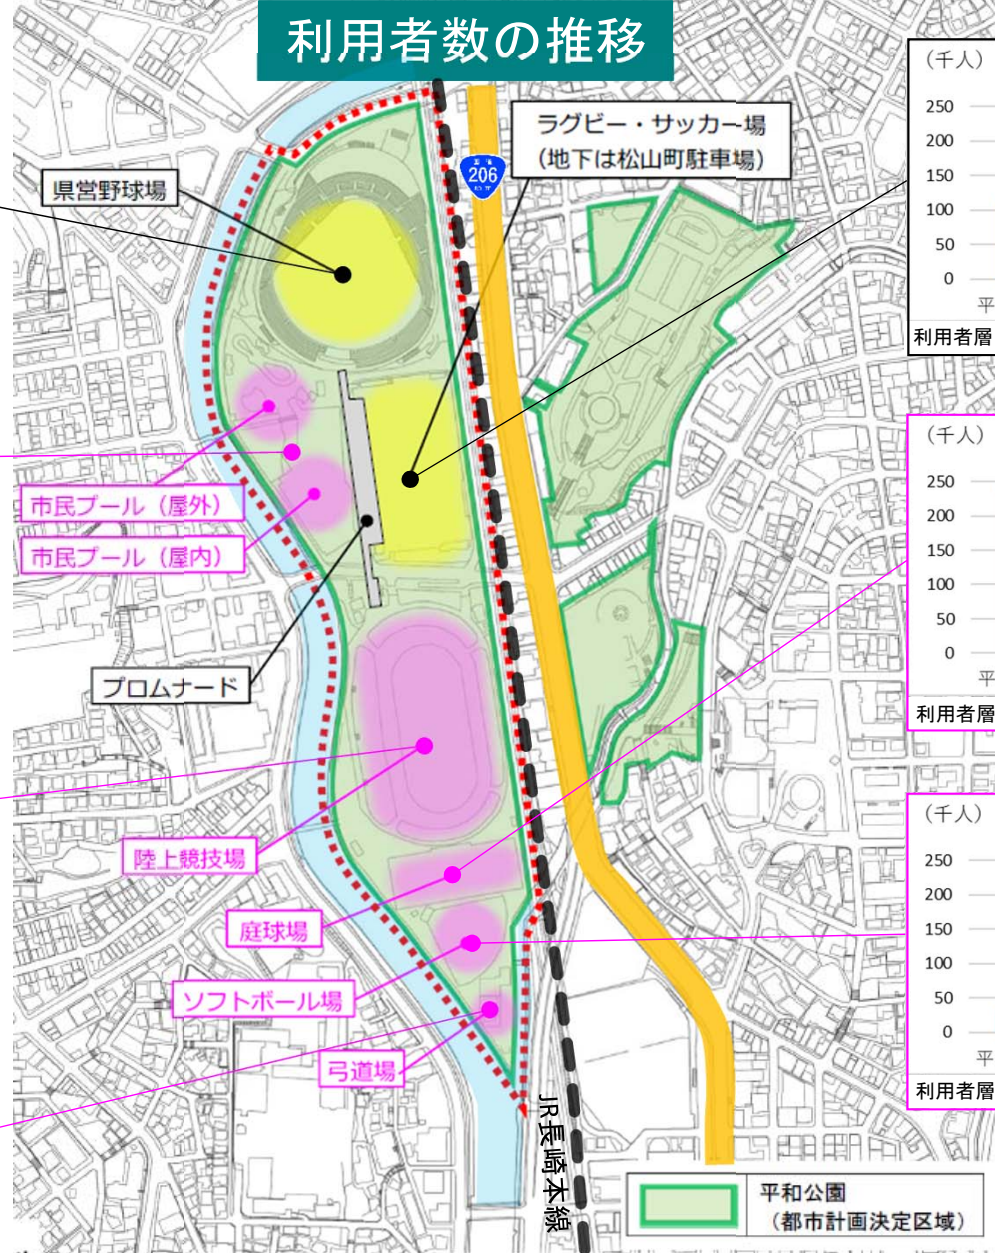 利用者数の推移
ラグビー・サッカー場
(地下は松山町駐車場)
206
県営野球場
市民プール(屋外)
市民プール(屋内)
プロムナード
陸上競技場
庭球場
ソフトボール場
弓道場
JR長崎本線
(千人)
250
200
150
100
50
0
平
利用者層
(千人)
250
200
150
100
50
0
平
利用者層
(千人)
250
200
150
100
50
0
平
利用者層
平和公園
(都市計画決定区域)